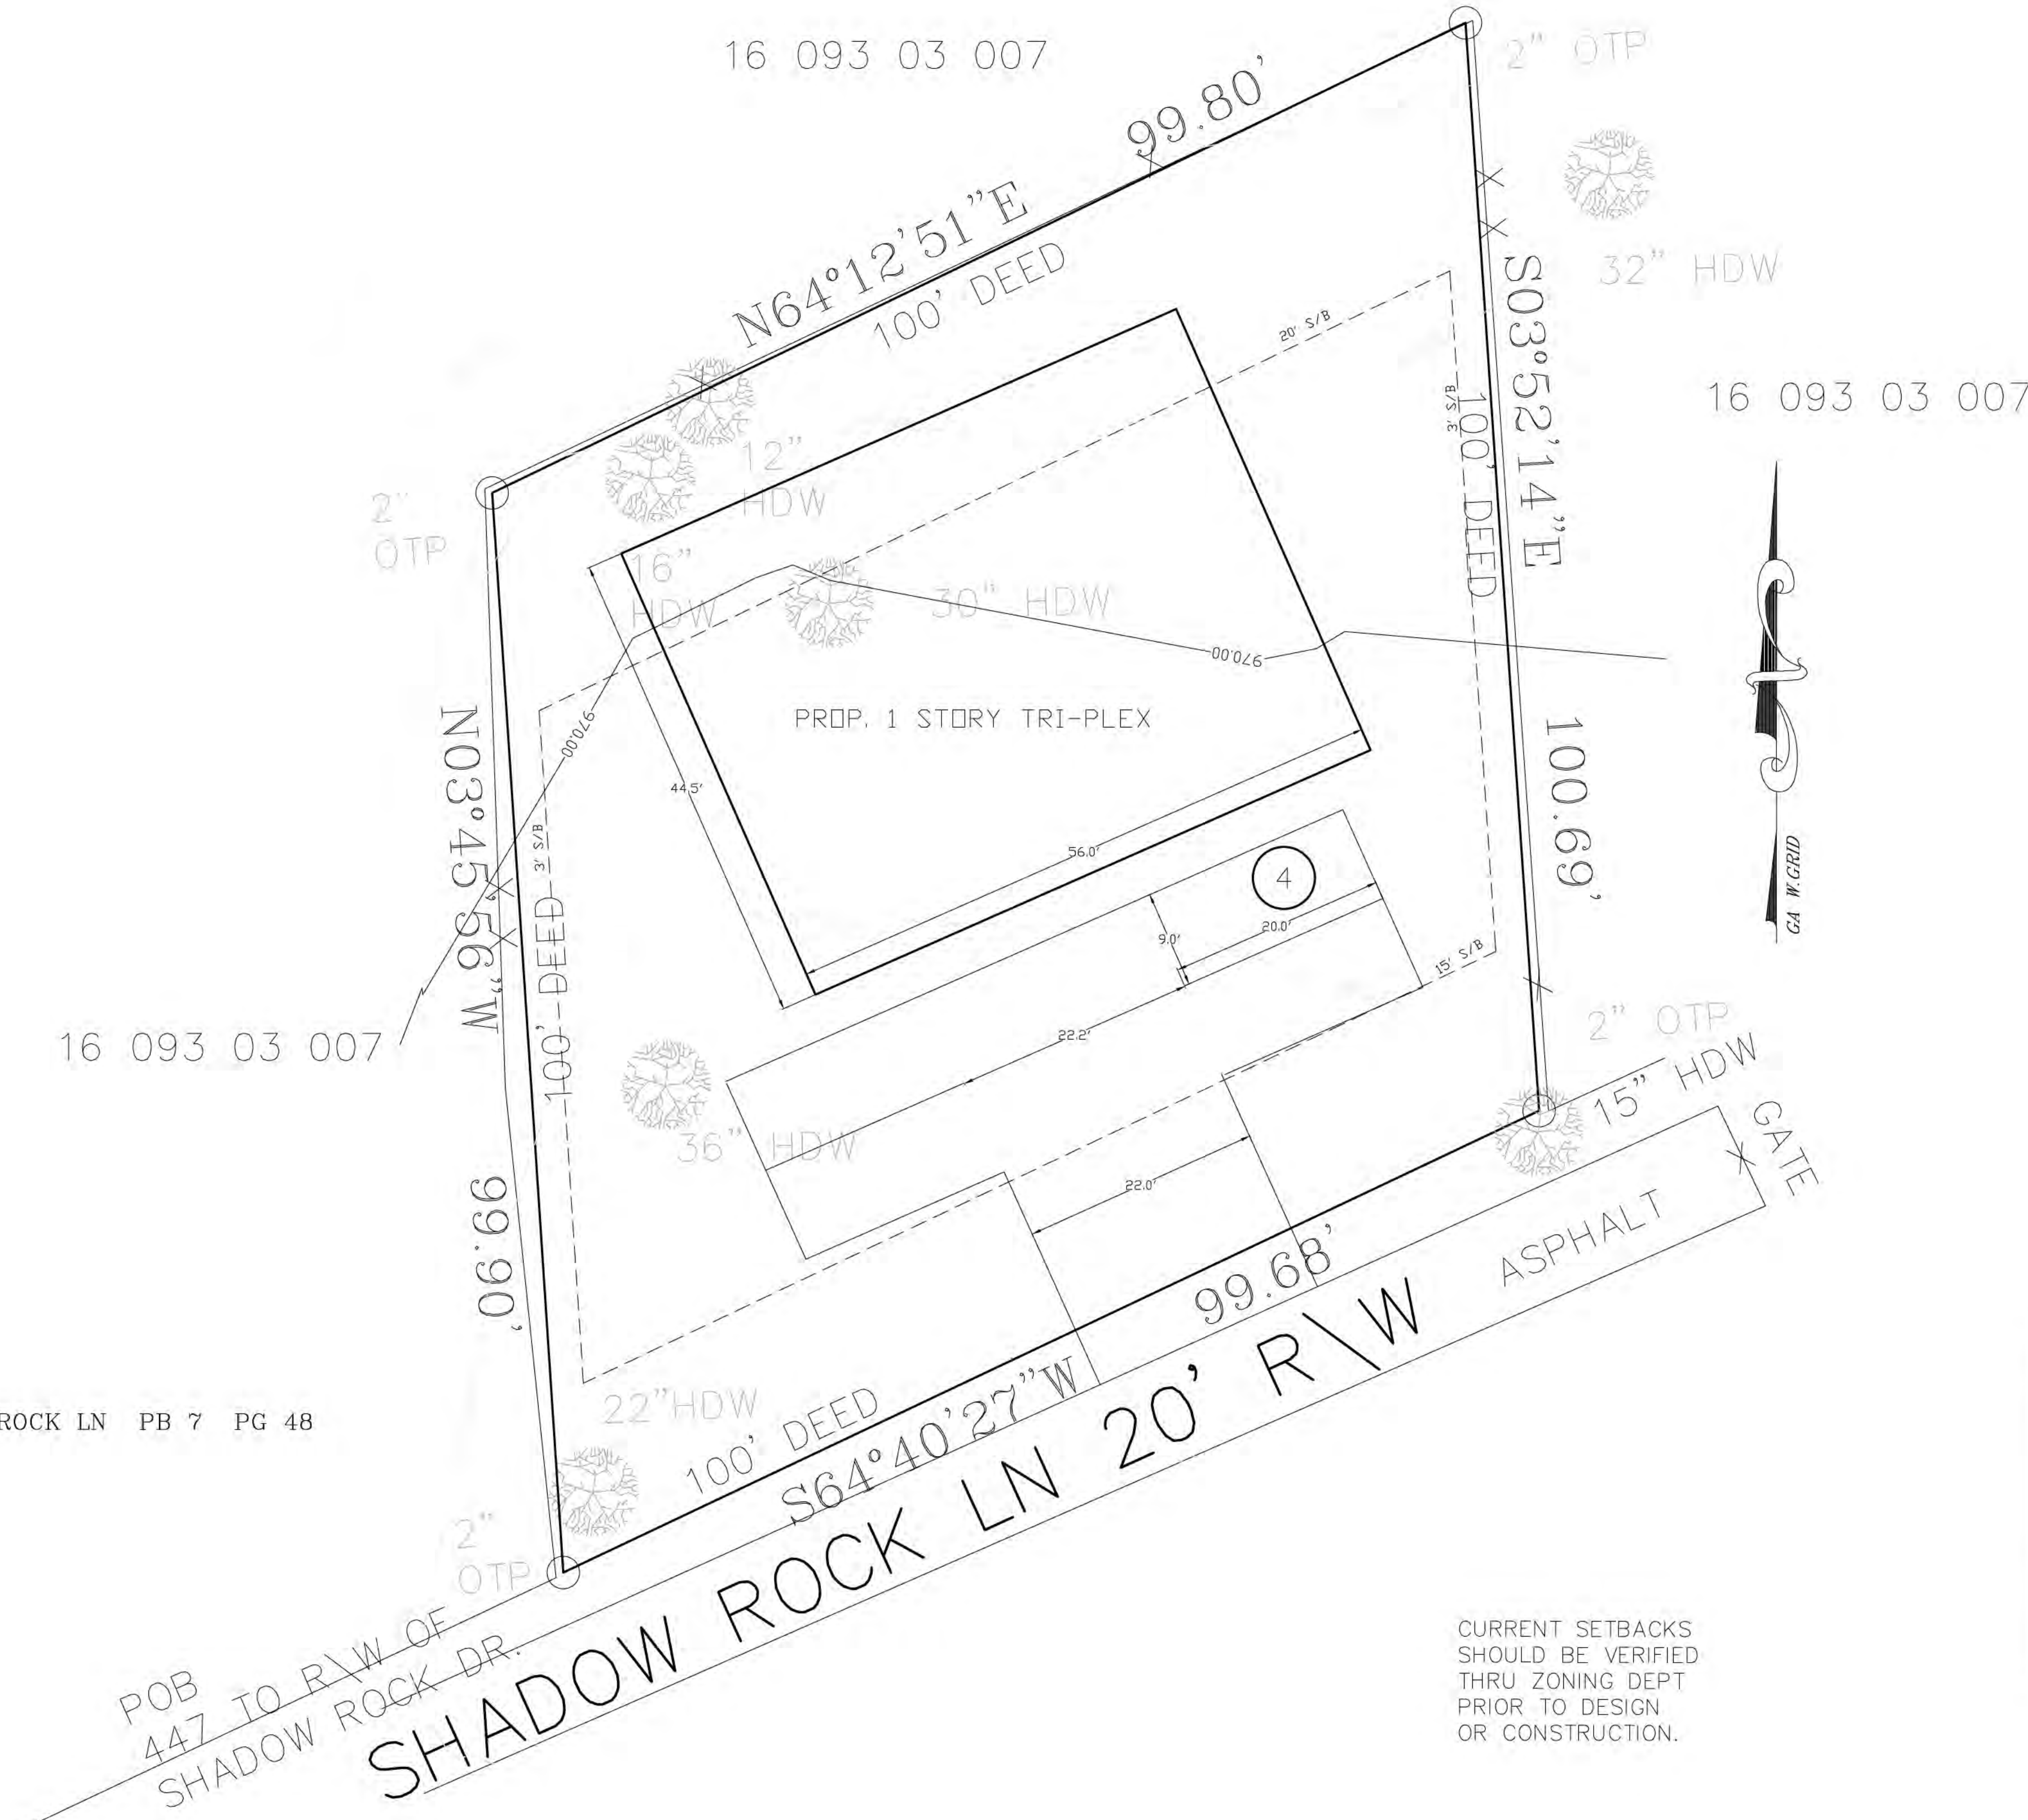 16 093 03 007
2" OTP
99.80'
N64°12'51"E
100' DEED
32" HDW
S03°52'14"E
100' DEED
3' S/B
20' S/B
16 093 03 007
12"
HDW
2"
OTP
16"
HDW
30" HDW
970.00
970.00
PROP. 1 STORY TRI-PLEX
N03°45'56"W
44.5'
3' S/B
100' DEED
100.69'
GA W.GRID
56.0'
4
20.0'
9.0'
15' S/B
22.2'
16 093 03 007
2" OTP
15" HDW
GATE
36" HDW
22.0'
99.90'
99.68'
ASPHALT
ROCK LN PB 7 PG 48
22"HDW
100' DEED
S64°40'27"W
2"
OTP
SHADOW ROCK LN 20' R\W
POB
447 TO R\W OF
SHADOW ROCK DR.
CURRENT SETBACKS
SHOULD BE VERIFIED
THRU ZONING DEPT
PRIOR TO DESIGN
OR CONSTRUCTION.